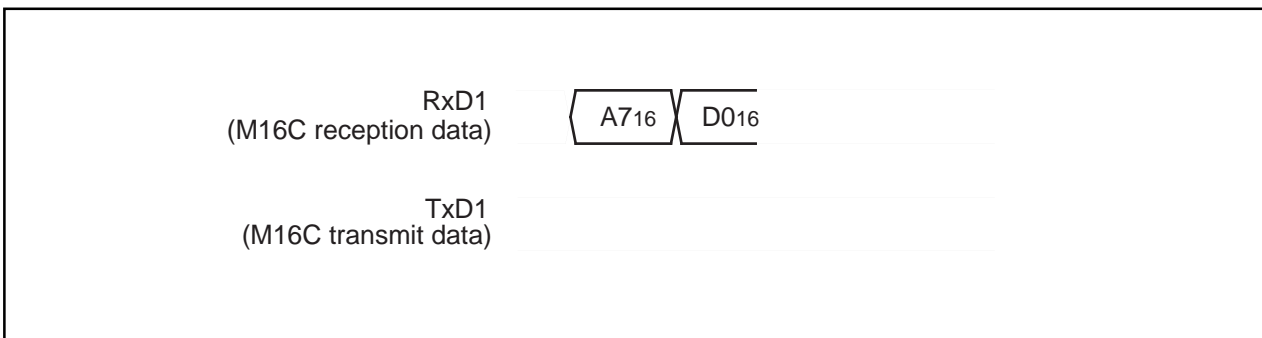 RxD1
(M16C reception data)
A716 D016
TxD1
(M16C transmit data)